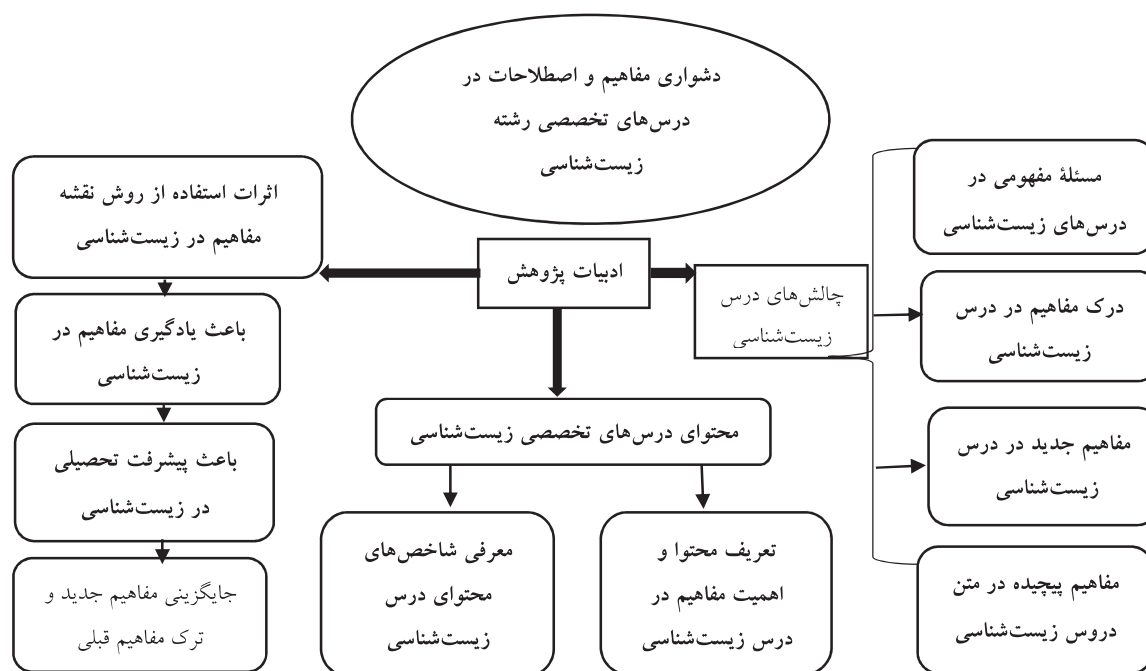 دشواری مفاهیم و اصطلاحات در
درس‌های تخصصی رشته
زیست‌شناسی
ادبیات پژوهش
چالش‌های درس
زیست‌شناسی
مسئلهٔ مفهومی در
درس‌های زیست‌شناسی
درک مفاهیم در درس
زیست‌شناسی
مفاهیم جدید در درس
زیست‌شناسی
مفاهیم پیچیده در متن
دروس زیست‌شناسی
محتوای درس‌های تخصصی زیست‌شناسی
تعریف محتوا و
اهمیت مفاهیم در
درس زیست‌شناسی
معرفی شاخص‌های
محتوای درس
زیست‌شناسی
اثرات استفاده از روش نقشه
مفاهیم در زیست‌شناسی
باعث یادگیری مفاهیم در
زیست‌شناسی
باعث پیشرفت تحصیلی
در زیست‌شناسی
جایگزینی مفاهیم جدید و
ترک مفاهیم قبلی